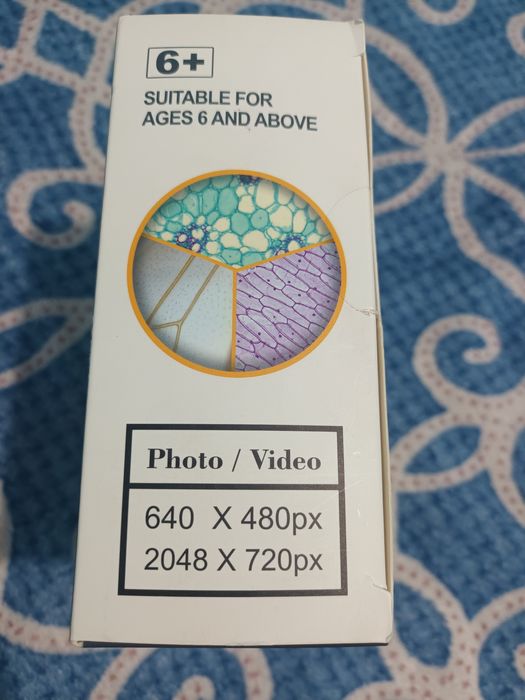 6+
SUITABLE FOR
AGES 6 AND ABOVE
Photo / Video
640 X 480px
2048 X 720px